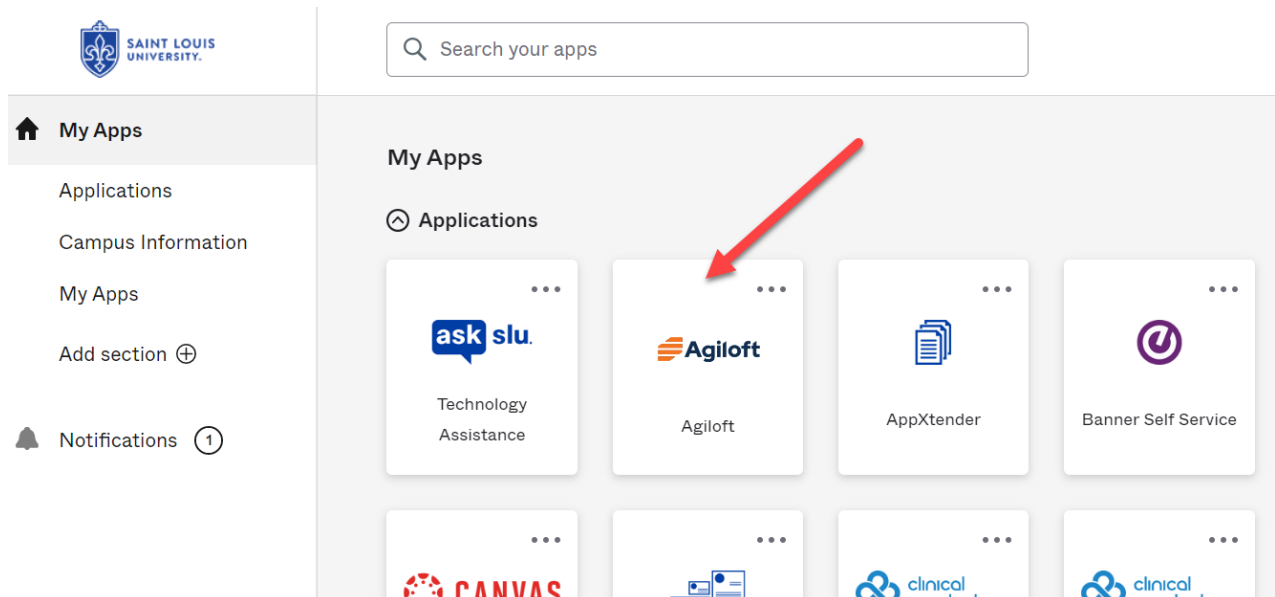 SAINT LOUIS
UNIVERSITY.
Search your apps
My Apps
Applications
Campus Information
My Apps
Add section
Notifications 1
My Apps
Applications
ask slu.
Technology
Assistance
Agiloft
Agiloft
AppXtender
Banner Self Service
CANVAS
clinical
clinical